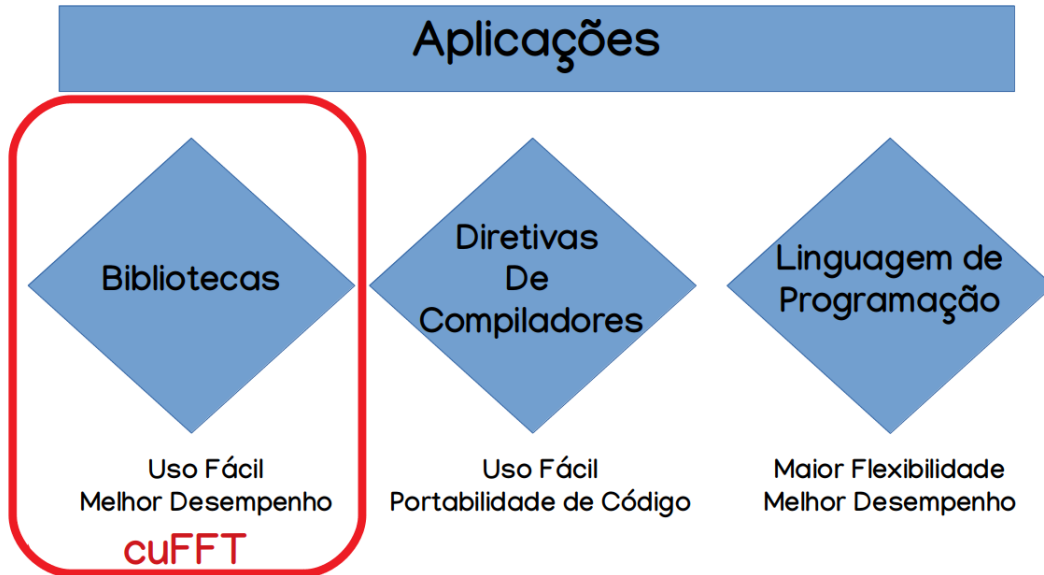 Aplicações
Bibliotecas
Uso Fácil
Melhor Desempenho
cuFFT
Diretivas
De
Compiladores
Uso Fácil
Portabilidade de Código
Linguagem de
Programação
Maior Flexibilidade
Melhor Desempenho